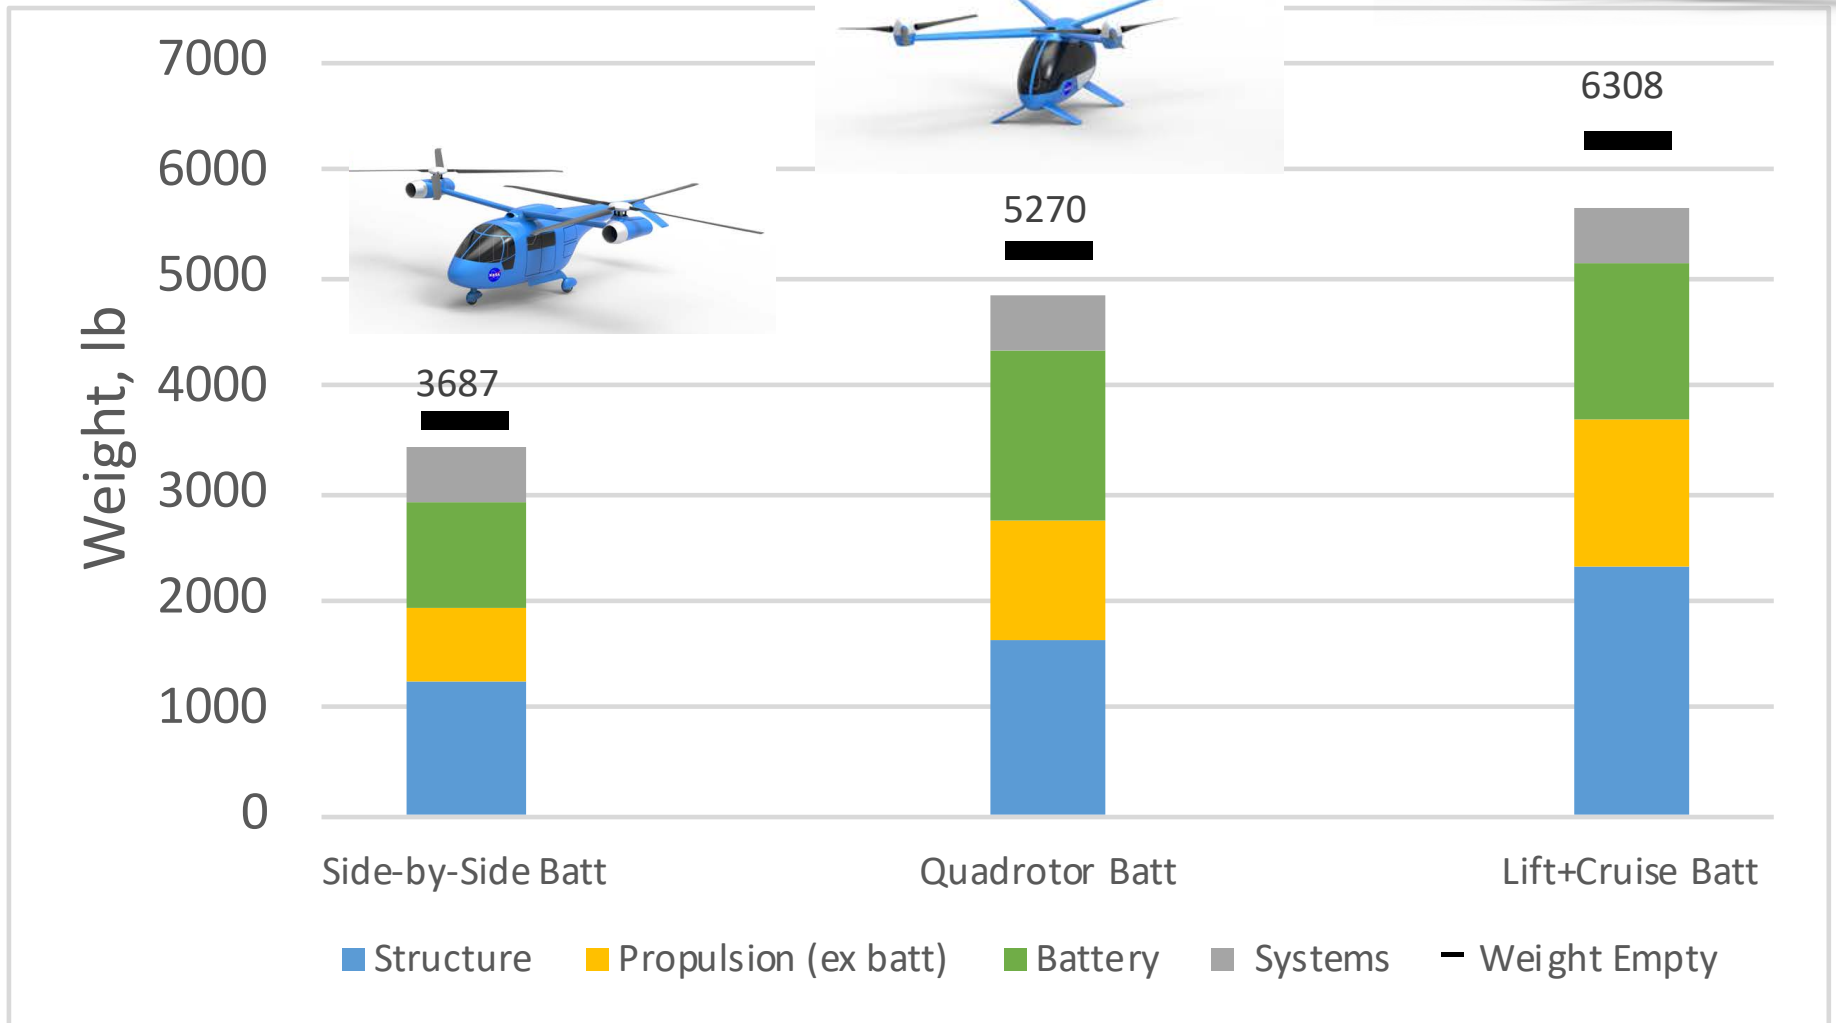 7000
6000
5000
4000
3000
2000
1000
0
Weight, lb
3687
5270
6308
Side-by-Side Batt
Quadrotor Batt
Lift+Cruise Batt
Structure
Propulsion (ex batt)
Battery
Systems
Weight Empty